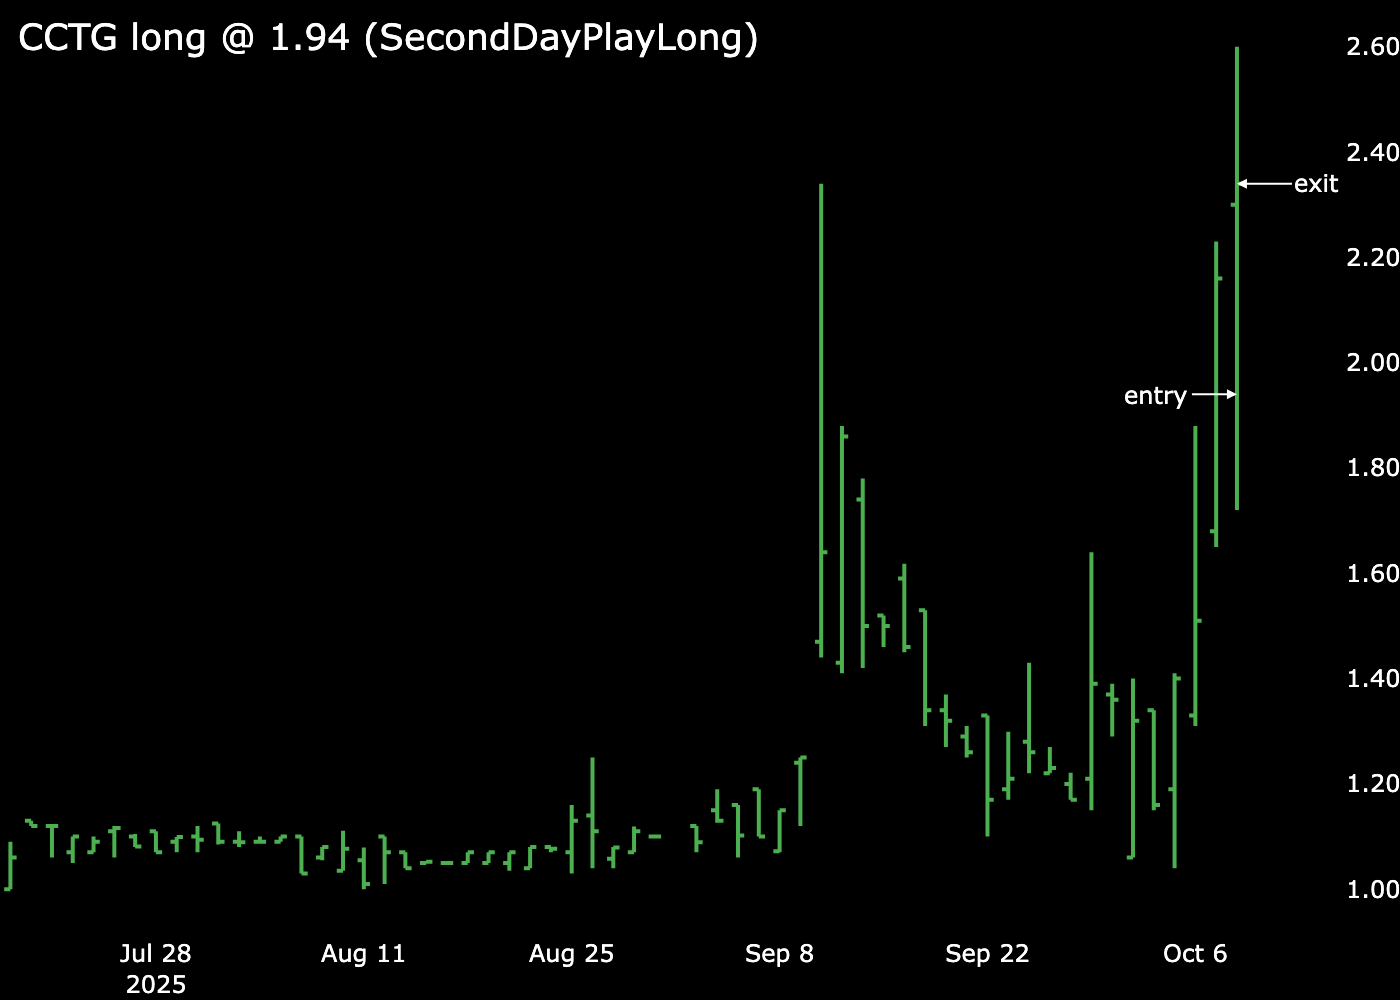 CCTG long @ 1.94 (SecondDayPlayLong)
2.60
2.40
exit
2.20
2.00
entry
1.80
1.60
1.40
1.20
1.00
Jul 28
2025
Aug 11
Aug 25
Sep 8
Sep 22
Oct 6